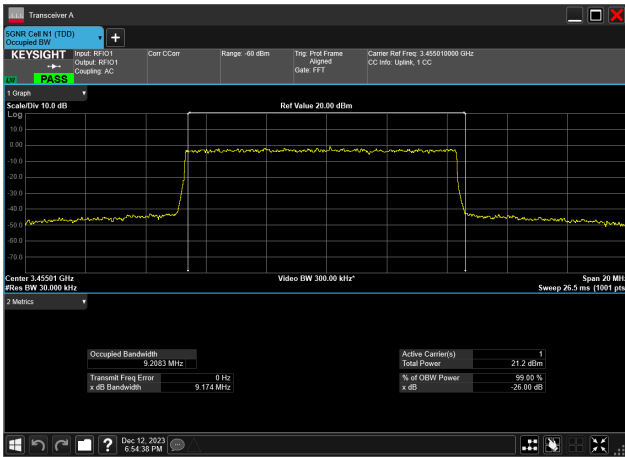 Transceiver A
5GNR Cell N1 (TDD)
Occupied BW
KEYSIGHT
LXI
PASS
Input: RFIO1
Output: RFIO1
Coupling: AC
Corr CCorr
Range: -60 dBm
Trig: Prot Frame
Aligned
Gate: FFT
Carrier Ref Freq: 3.455010000 GHz
CC Info: Uplink, 1 CC
1 Graph
Scale/Div 10.0 dB
Ref Value 20.00 dBm
Log
10.0
0.00
-10.0
-20.0
-30.0
-40.0
-50.0
-60.0
-70.0
Center 3.45501 GHz
Video BW 300.00 kHz*
Span 20 MHz
#Res BW 30.000 kHz
Sweep 26.5 ms (1001 pts)
2 Metrics
Occupied Bandwidth
9.2083 MHz
Transmit Freq Error 0 Hz
x dB Bandwidth 9.174 MHz
Active Carrier(s) 1
Total Power 21.2 dBm
% of OBW Power 99.00 %
x dB -26.00 dB
Dec 12, 2023
6:54:38 PM